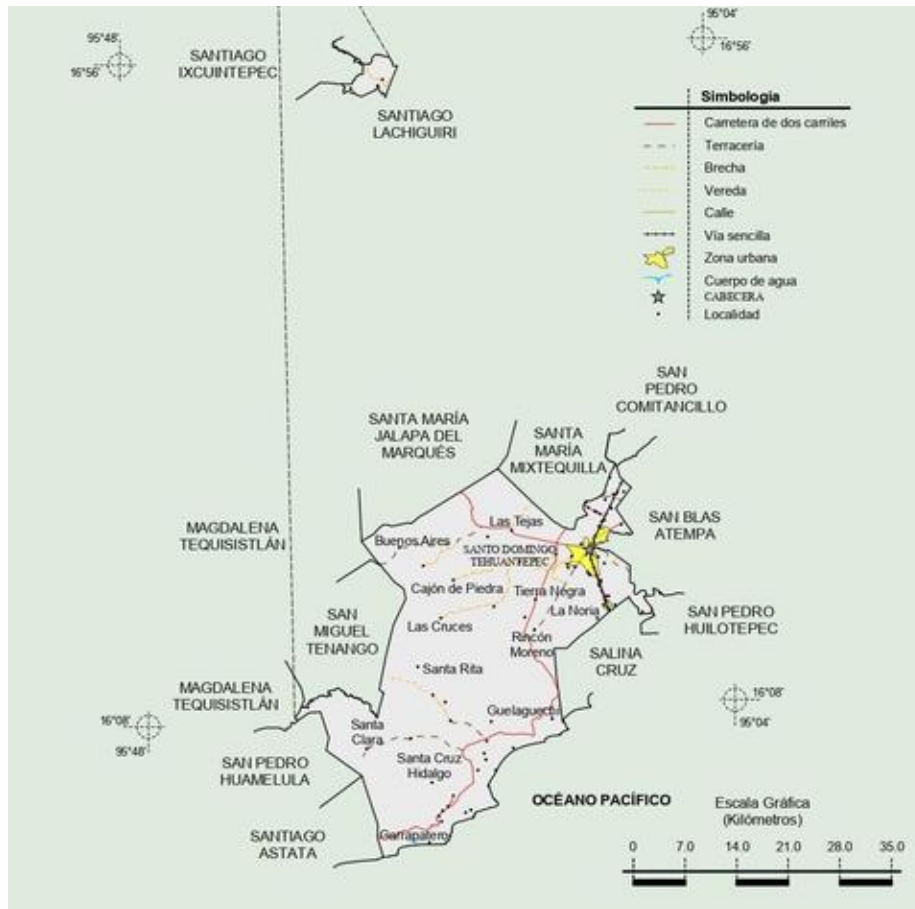 95°48'
16°56'
SANTIAGO
IXCUINTEPEC
SANTIAGO
LACHIGUIRI
95°04'
16°56'
Simbologia
Carretera de dos carriles
Terracería
Brecha
Vereda
Calle
Vía sencilla
Zona urbana
Cuerpo de agua
CABECERA
Localidad
SAN
PEDRO
COMITANCILLO
SANTA MARÍA
JALAPA DEL
MARQUÉS
SANTA
MARÍA
MIXTEQUILLA
MAGDALENA
TEQUISISTLÁN
SAN BLAS
ATEMPA
Las Tejas
Buenos Aires
SANTO DOMINGO
TEHUANTEPEC
Cajón de Piedra
Tierra Negra
La Noria
Las Cruces
Rincón
Moreno
SAN
MIGUEL
TENANGO
SAN PEDRO
HUILOTEPEC
SALINA
CRUZ
Santa Rita
MAGDALENA
TEQUISISTLÁN
Guelaguechi
16°08'
95°48'
16°08'
95°04'
Santa
Clara
SAN PEDRO
HUAMELULA
Santa Cruz
Hidalgo
SANTIAGO
ASTATA
Garrapatero
OCÉANO PACÍFICO
Escala Gráfica
(Kilómetros)
0 7.0 14.0 21.0 28.0 35.0